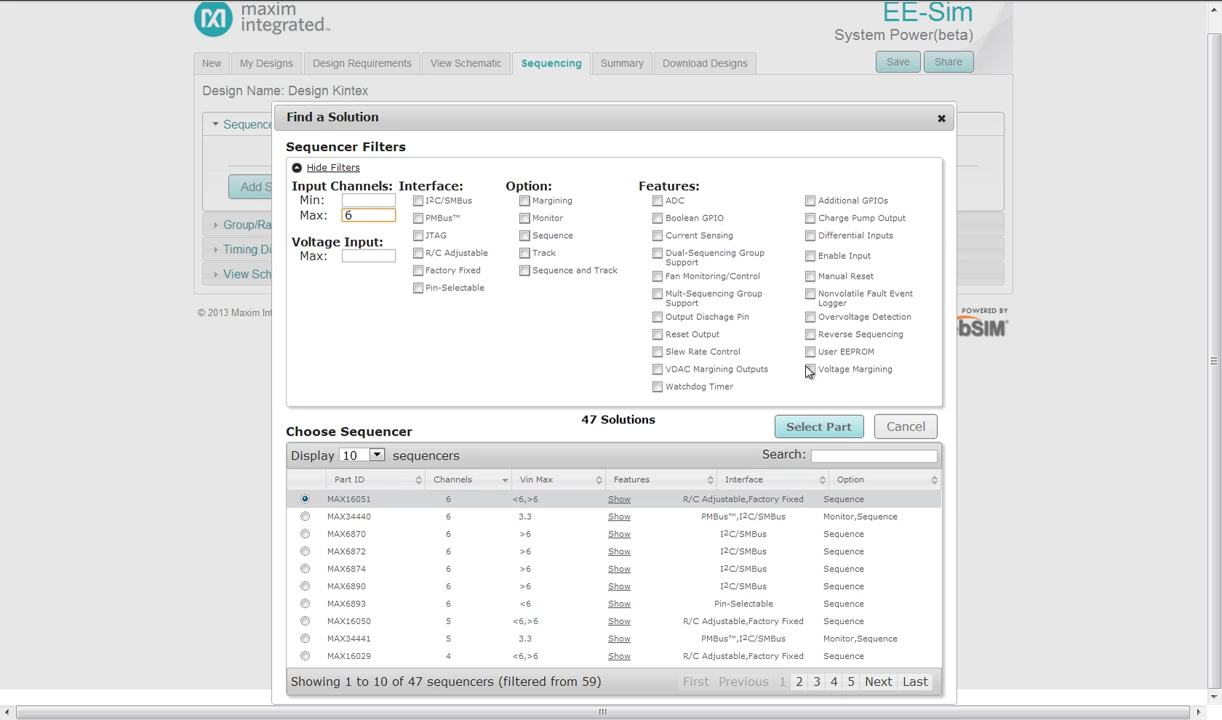 maxim
integrated™
EE-Sim
System Power(beta)
New
My Designs
Design Requirements
View Schematic
Sequencing
Summary
Download Designs
Save
Share
Design Name: Design Kintex
Sequence
Add S
Group/Ra
Timing Di
View Sch
© 2013 Maxim Int
POWERED BY
bSIM
Find a Solution
Sequencer Filters
Hide Filters
Input Channels:
Min:
Max: 6
Voltage Input:
Max:
Interface:
I²C/SMBus
PMBus™
JTAG
R/C Adjustable
Factory Fixed
Pin-Selectable
Option:
Margining
Monitor
Sequence
Track
Sequence and Track
Features:
ADC
Boolean GPIO
Current Sensing
Dual-Sequencing Group
Support
Fan Monitoring/Control
Mult-Sequencing Group
Support
Output Dischage Pin
Reset Output
Slew Rate Control
VDAC Margining Outputs
Watchdog Timer
Additional GPIOs
Charge Pump Output
Differential Inputs
Enable Input
Manual Reset
Nonvolatile Fault Event
Logger
Overvoltage Detection
Reverse Sequencing
User EEPROM
Voltage Margining
47 Solutions
Select Part
Cancel
Choose Sequencer
Display 10 sequencers
Search:
Part ID Channels Vin Max Features Interface Option
MAX16051 6 <6,>6 Show R/C Adjustable,Factory Fixed Sequence
MAX34440 6 3.3 Show PMBus™,I²C/SMBus Monitor,Sequence
MAX6870 6 >6 Show I²C/SMBus Sequence
MAX6872 6 >6 Show I²C/SMBus Sequence
MAX6874 6 >6 Show I²C/SMBus Sequence
MAX6890 6 >6 Show I²C/SMBus Sequence
MAX6893 6 <6 Show Pin-Selectable Sequence
MAX16050 5 <6,>6 Show R/C Adjustable,Factory Fixed Sequence
MAX34441 5 3.3 Show PMBus™,I²C/SMBus Monitor,Sequence
MAX16029 4 <6,>6 Show R/C Adjustable,Factory Fixed Sequence
Showing 1 to 10 of 47 sequencers (filtered from 59)
First Previous 1 2 3 4 5 Next Last